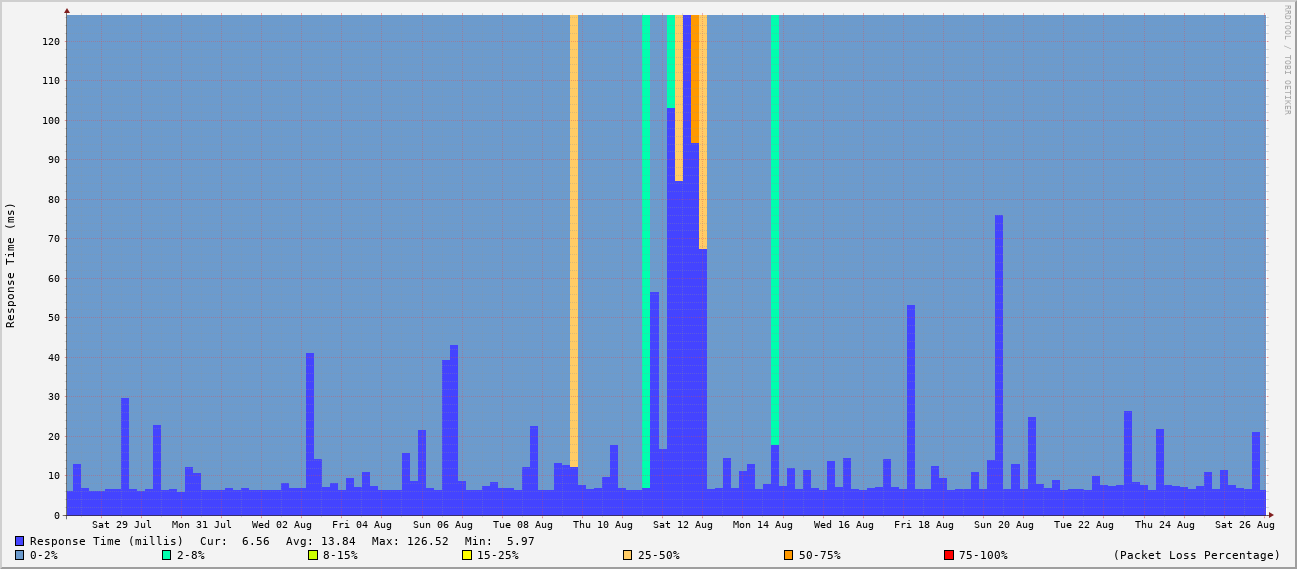 RRDTOOL / TOBI OETIKER
Response Time (ms)
120
110
100
90
80
70
60
50
40
30
20
10
0
Sat 29 Jul Mon 31 Jul Wed 02 Aug Fri 04 Aug Sun 06 Aug Tue 08 Aug Thu 10 Aug Sat 12 Aug Mon 14 Aug Wed 16 Aug Fri 18 Aug Sun 20 Aug Tue 22 Aug Thu 24 Aug Sat 26 Aug
Response Time (millis) Cur: 6.56 Avg: 13.84 Max: 126.52 Min: 5.97
0-2% 2-8% 8-15% 15-25% 25-50% 50-75% 75-100% (Packet Loss Percentage)